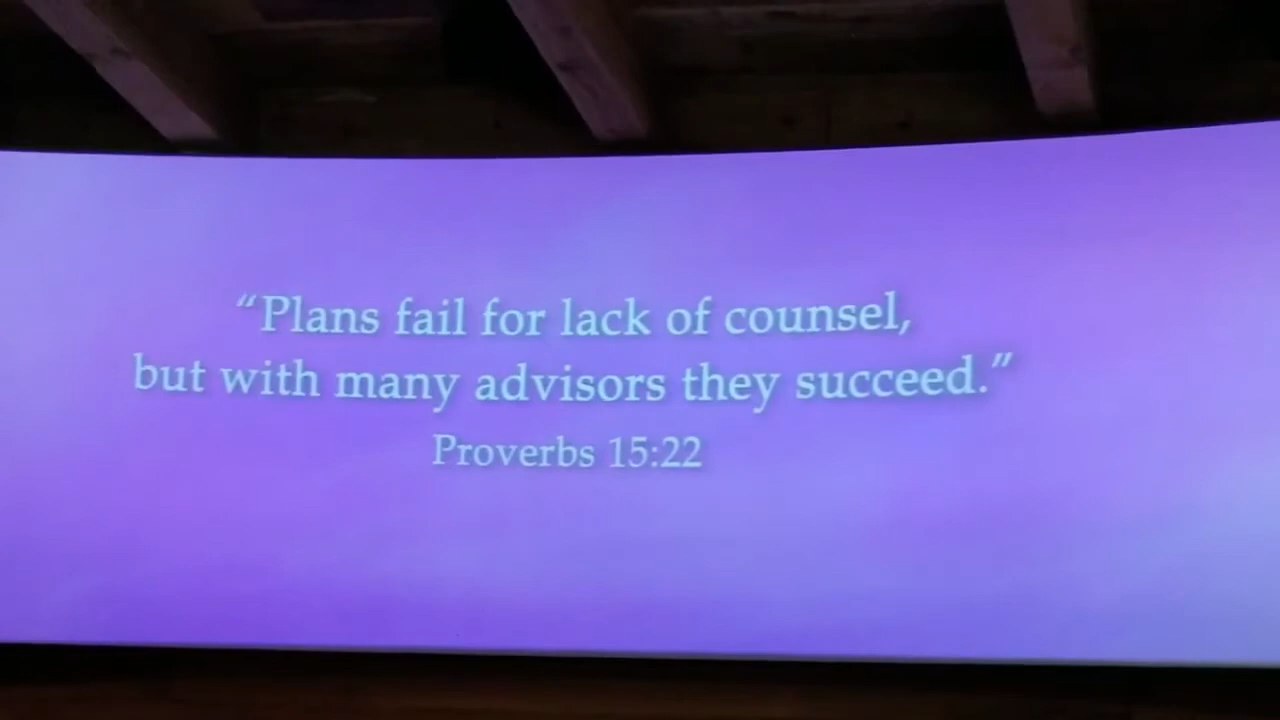 “Plans fail for lack of counsel,
but with many advisors they succeed.”
Proverbs 15:22